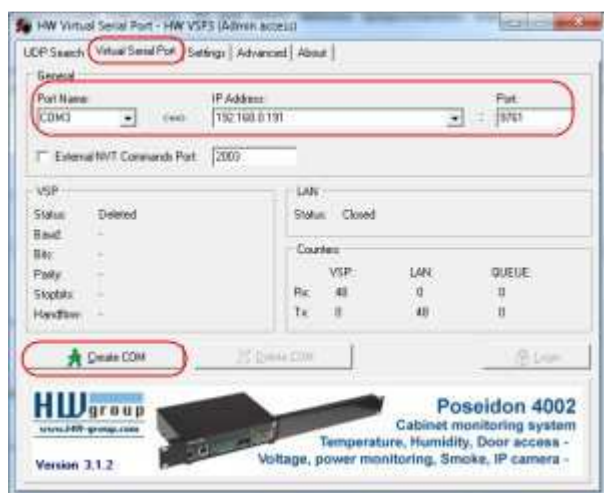 HW Virtual Serial Port - HW VSP3 (Admin access)
UDP Search Virtual Serial Port Settings Advanced About
General
Port Name: IP Address: Port:
COM3 <==> 192.168.0.191 : 9761
External NVT Commands Port 2003
VSP LAN
Status: Deleted Status: Closed
Baud: -
Bits: - Counters
Parity: - VSP: LAN: QUEUE:
Stopbits: - Rx: 48 0 0
Handflow: - Tx: 0 48 0
Create COM Delete COM Login
HW group Poseidon 4002
www.HW-group.com Cabinet monitoring system
Temperature, Humidity, Door access -
Version 3.1.2 Voltage, power monitoring, Smoke, IP camera -